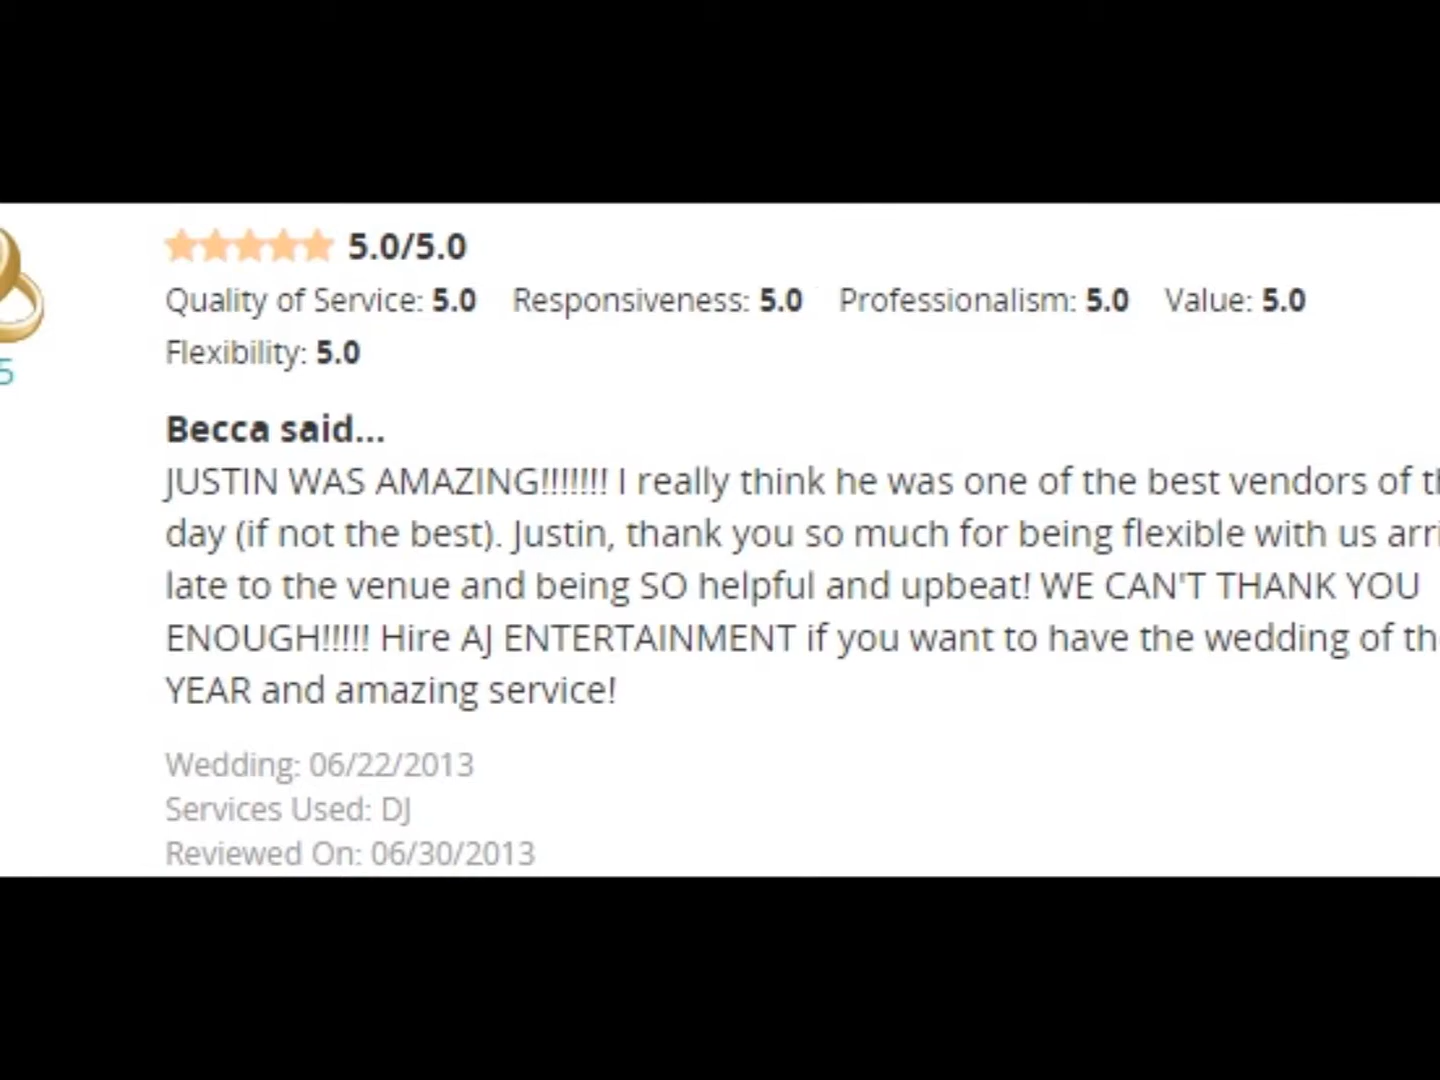 5.0/5.0
Quality of Service: 5.0 Responsiveness: 5.0 Professionalism: 5.0 Value: 5.0
Flexibility: 5.0
5
Becca said...
JUSTIN WAS AMAZING!!!!!!! I really think he was one of the best vendors of
day (if not the best). Justin, thank you so much for being flexible with us
late to the venue and being SO helpful and upbeat! WE CAN'T THANK YOU
ENOUGH!!!!! Hire AJ ENTERTAINMENT if you want to have the wedding of
YEAR and amazing service!
Wedding: 06/22/2013
Services Used: DJ
Reviewed On: 06/30/2013